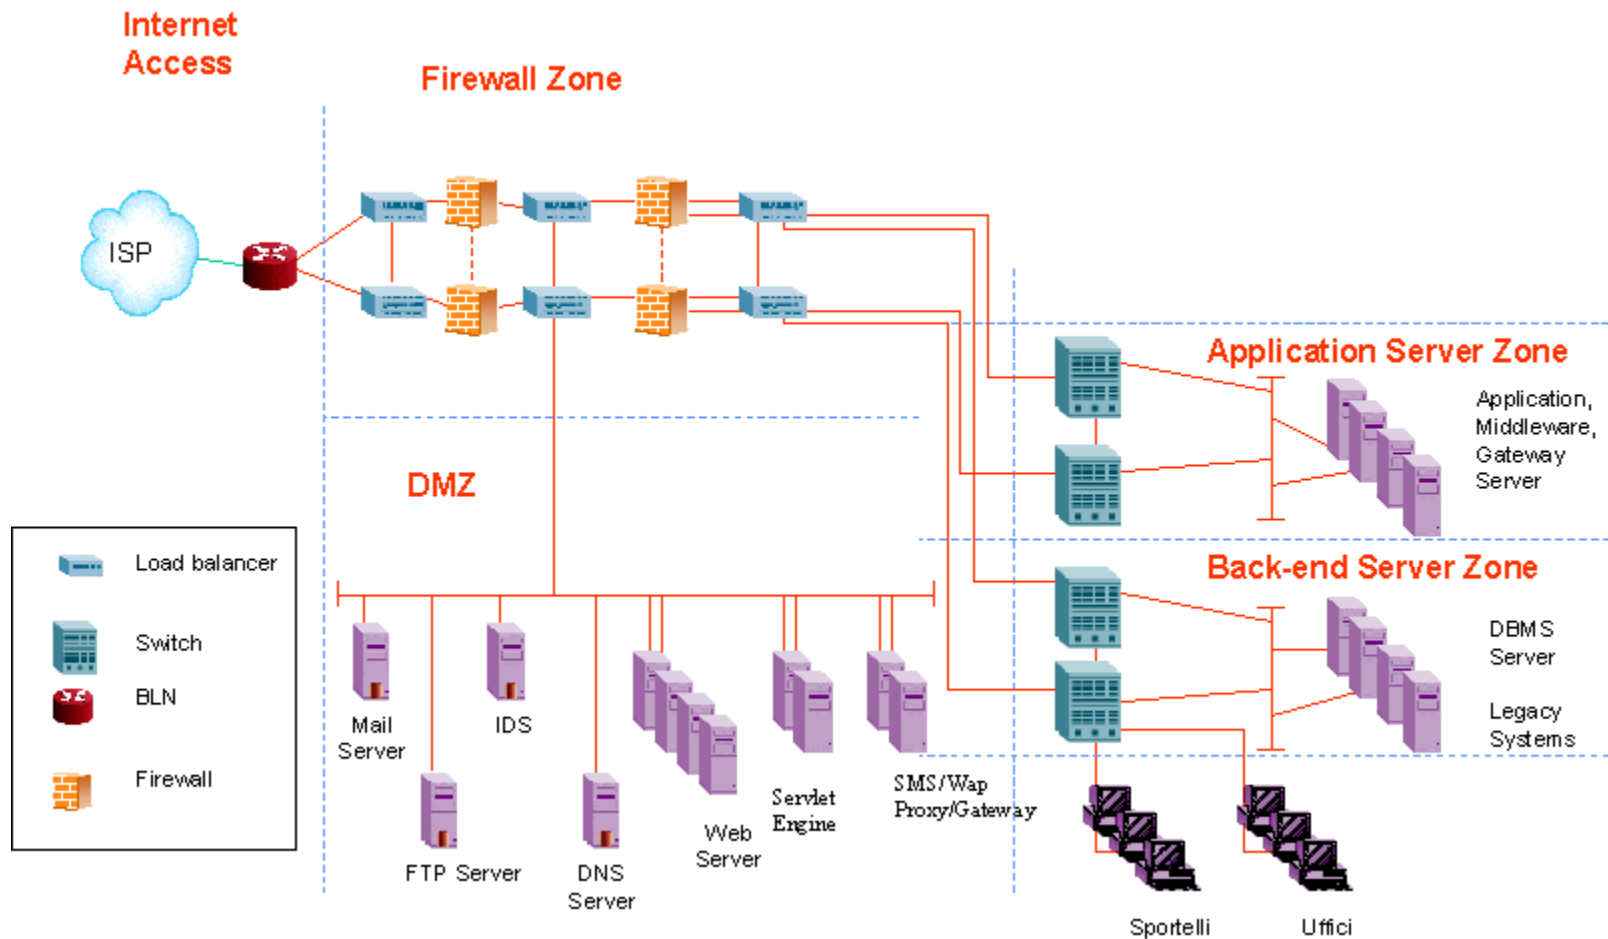 Internet
Access
Firewall Zone
ISP
Application Server Zone
Application,
Middleware,
Gateway
Server
DMZ
Load balancer
Switch
BLN
Firewall
Back-end Server Zone
DBMS
Server
Legacy
Systems
Mail
Server
IDS
FTP Server
DNS
Server
Web
Server
Servlet
Engine
SMS/Wap
Proxy/Gateway
Sportelli
Uffici